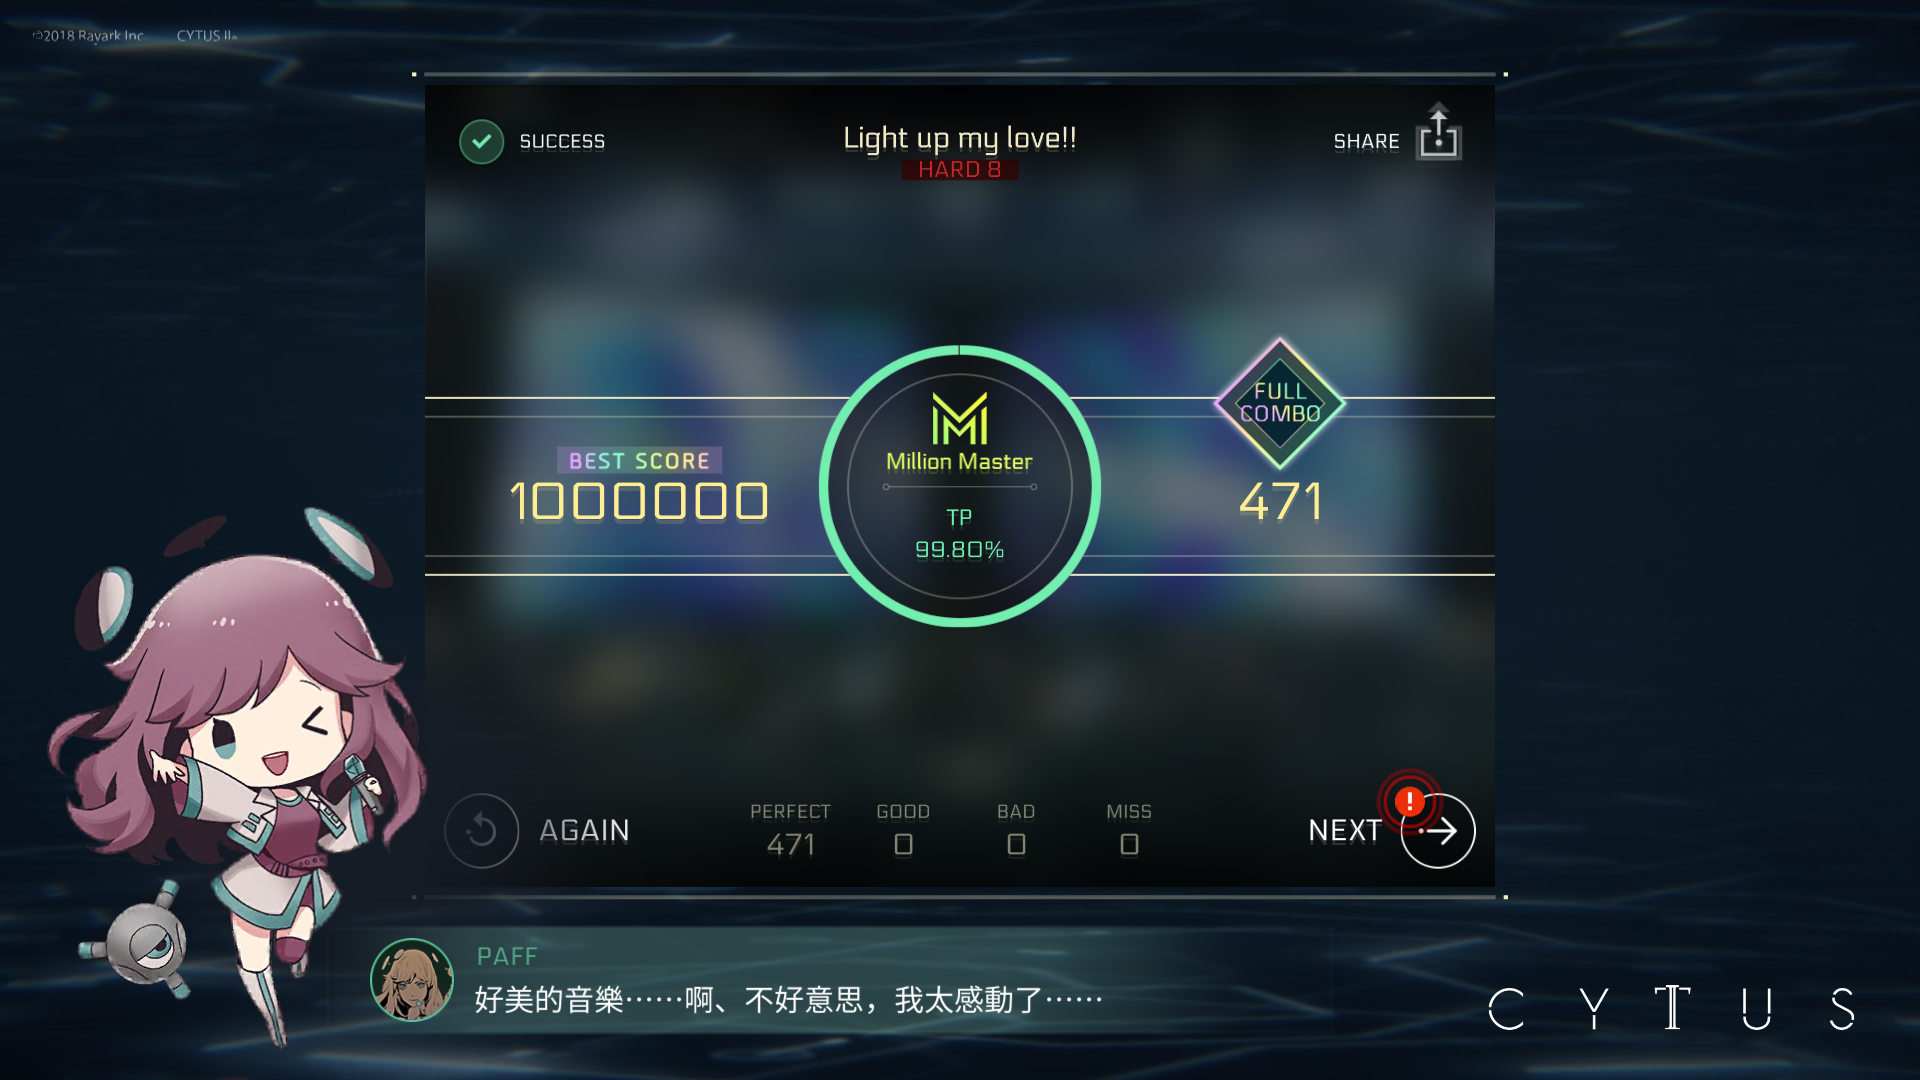 ©2018 Rayark Inc. CYTUS II
SUCCESS
Light up my love!!
HARD 8
SHARE
FULL
COMBO
Million Master
BEST SCORE
1000000
471
TP
99.80%
AGAIN
PERFECT GOOD BAD MISS
471 0 0 0
NEXT
!
PAFF
好美的音樂⋯⋯啊、不好意思，我太感動了⋯⋯
CYTUS